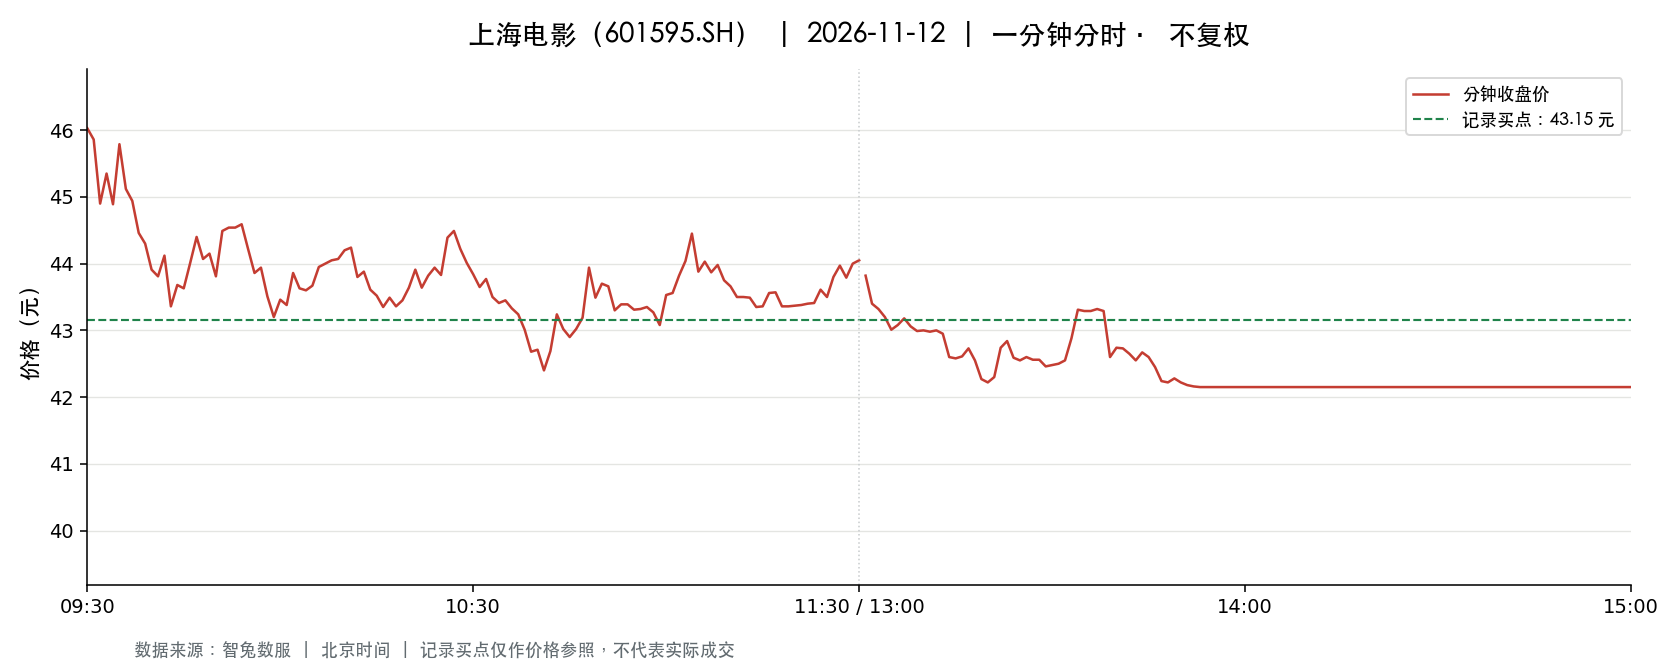 上海电影（601595.SH） | 2026-11-12 | 一分钟分时 · 不复权
分钟收盘价
记录买点：43.15 元
价格（元）
46
45
44
43
42
41
40
09:30
10:30
11:30 / 13:00
14:00
15:00
数据来源：智兔数服 | 北京时间 | 记录买点仅作价格参照，不代表实际成交